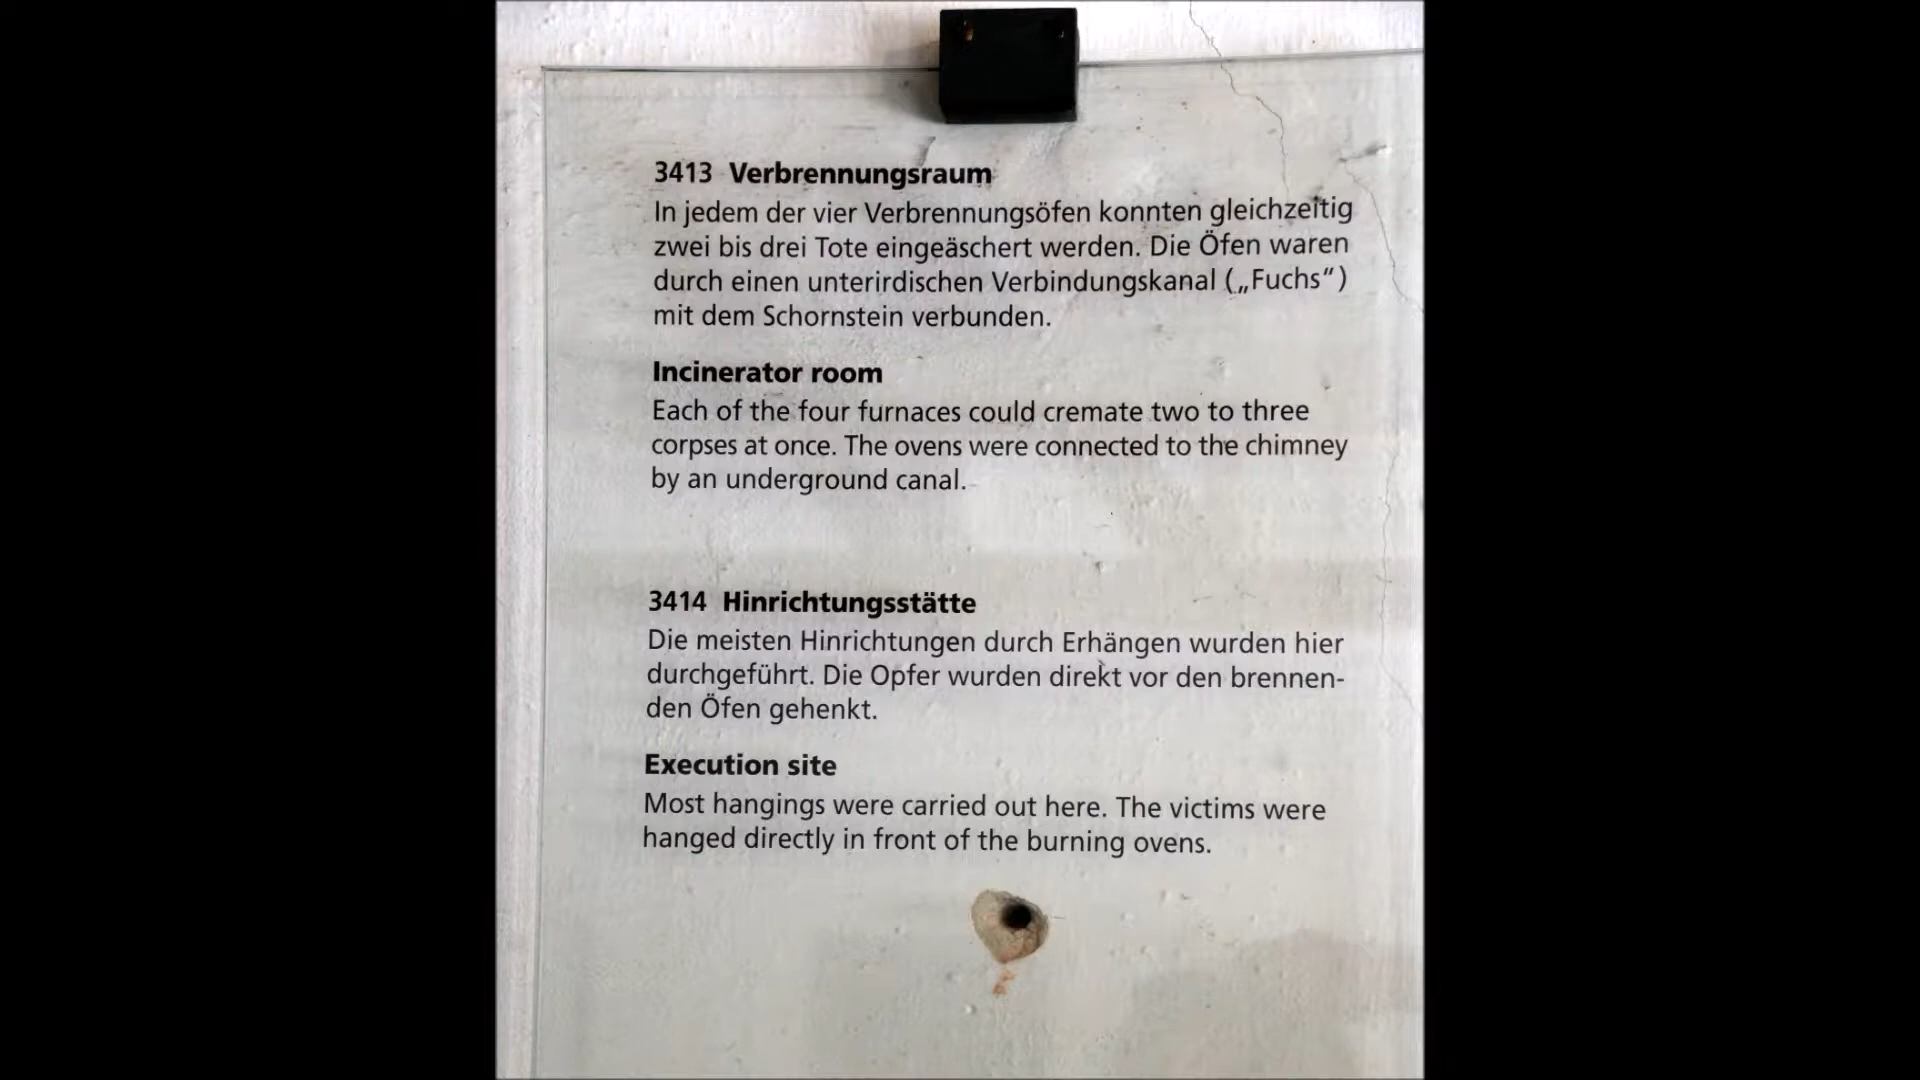 3413 Verbrennungsraum
In jedem der vier Verbrennungsöfen konnten gleichzeitig
zwei bis drei Tote eingeäschert werden. Die Öfen waren
durch einen unterirdischen Verbindungskanal („Fuchs“)
mit dem Schornstein verbunden.
Incinerator room
Each of the four furnaces could cremate two to three
corpses at once. The ovens were connected to the chimney
by an underground canal.
3414 Hinrichtungsstätte
Die meisten Hinrichtungen durch Erhängen wurden hier
durchgeführt. Die Opfer wurden direkt vor den brennen-
den Öfen gehenkt.
Execution site
Most hangings were carried out here. The victims were
hanged directly in front of the burning ovens.